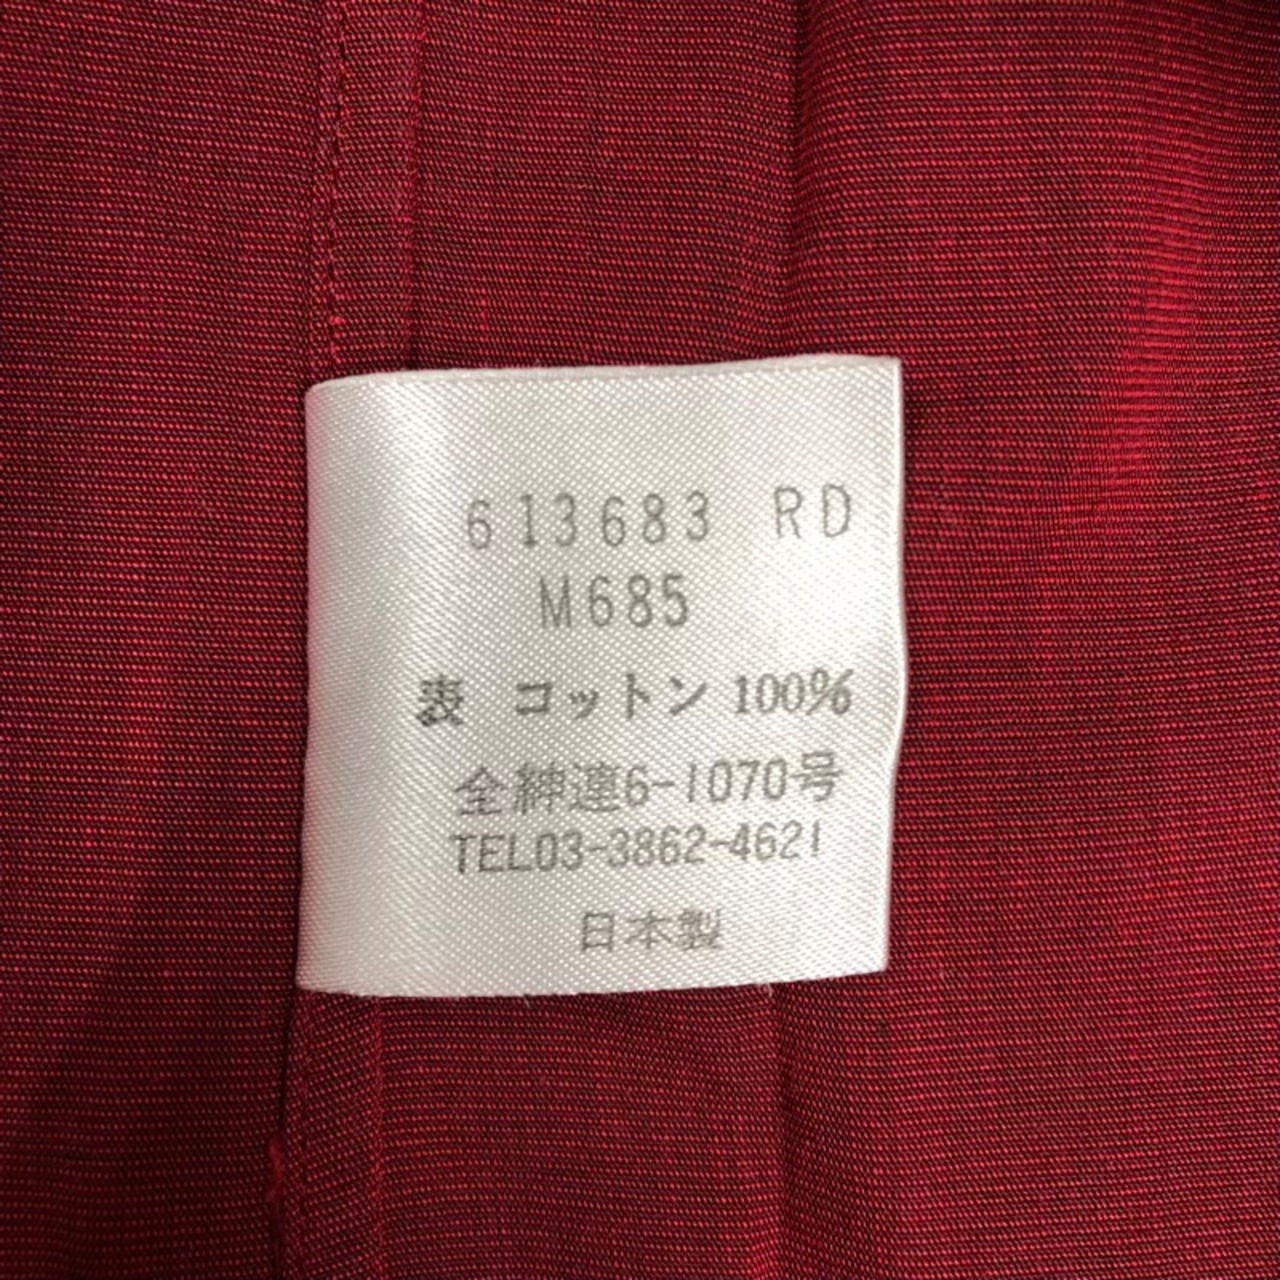 613683 RD
M685
表 コットン 100%
全紳連6-1070号
TEL03-3862-4621
日本製